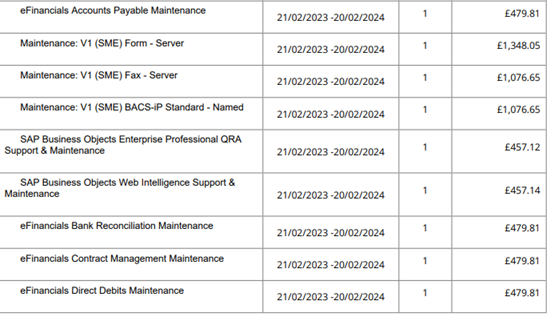 eFinancials Accounts Payable Maintenance 21/02/2023 -20/02/2024 1 £479.81
Maintenance: V1 (SME) Form - Server 21/02/2023 -20/02/2024 1 £1,348.05
Maintenance: V1 (SME) Fax - Server 21/02/2023 -20/02/2024 1 £1,076.65
Maintenance: V1 (SME) BACS-iP Standard - Named 21/02/2023 -20/02/2024 1 £1,076.65
SAP Business Objects Enterprise Professional QRA
Support & Maintenance 21/02/2023 -20/02/2024 1 £457.12
SAP Business Objects Web Intelligence Support &
Maintenance 21/02/2023 -20/02/2024 1 £457.14
eFinancials Bank Reconciliation Maintenance 21/02/2023 -20/02/2024 1 £479.81
eFinancials Contract Management Maintenance 21/02/2023 -20/02/2024 1 £479.81
eFinancials Direct Debits Maintenance 21/02/2023 -20/02/2024 1 £479.81